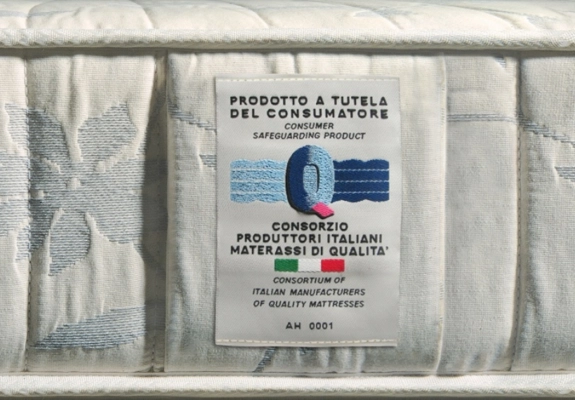 PRODOTTO A TUTELA
DEL CONSUMATORE
CONSUMER
SAFEGUARDING PRODUCT
Q
CONSORZIO
PRODUTTORI ITALIANI
MATERASSI DI QUALITA'
CONSORTIUM OF
ITALIAN MANUFACTURERS
OF QUALITY MATTRESSES
AH 0001